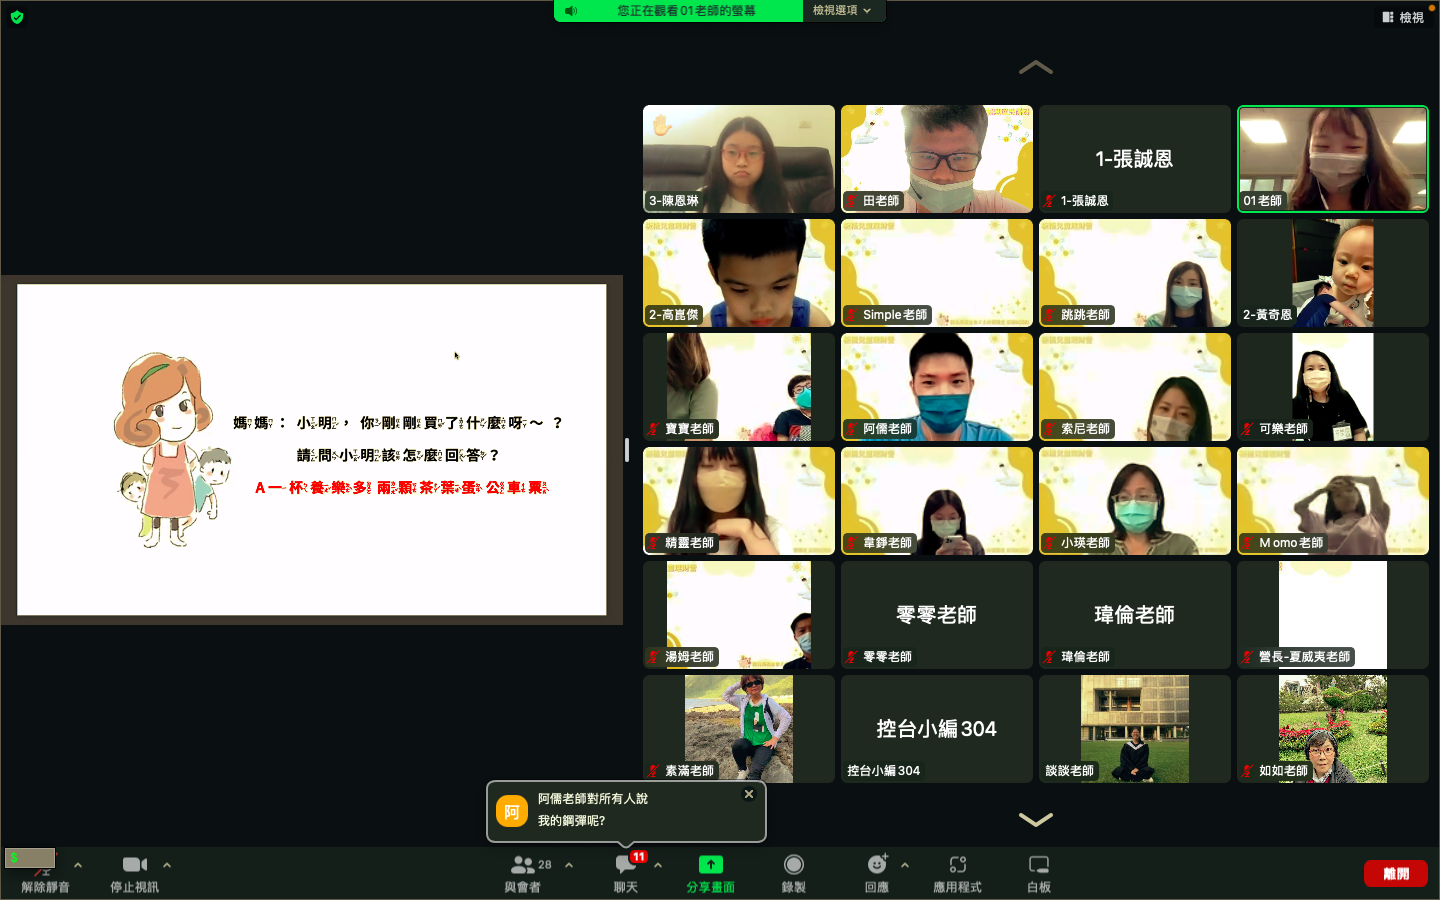 您正在觀看01老師的螢幕
檢視選項
檢視
3-陳恩琳
田老師
1-張誠恩
1-張誠恩
01老師
2-高崑傑
Simple老師
跳跳老師
2-黃奇恩
寶寶老師
阿儒老師
索尼老師
可樂老師
精靈老師
韋錚老師
小瑛老師
Momo老師
湯姆老師
零零老師
零零老師
瑋倫老師
瑋倫老師
營長-夏威夷老師
素滿老師
控台小編304
控台小編304
談談老師
如如老師
媽媽：小明，你剛剛買了什麼呀～？
請問小明該怎麼回答？
A一杯養樂多兩顆茶葉蛋公車票
阿
阿儒老師對所有人說
我的鋼彈呢?
$
解除靜音
停止視訊
28
與會者
11
聊天
分享畫面
錄製
回應
應用程式
白板
離開